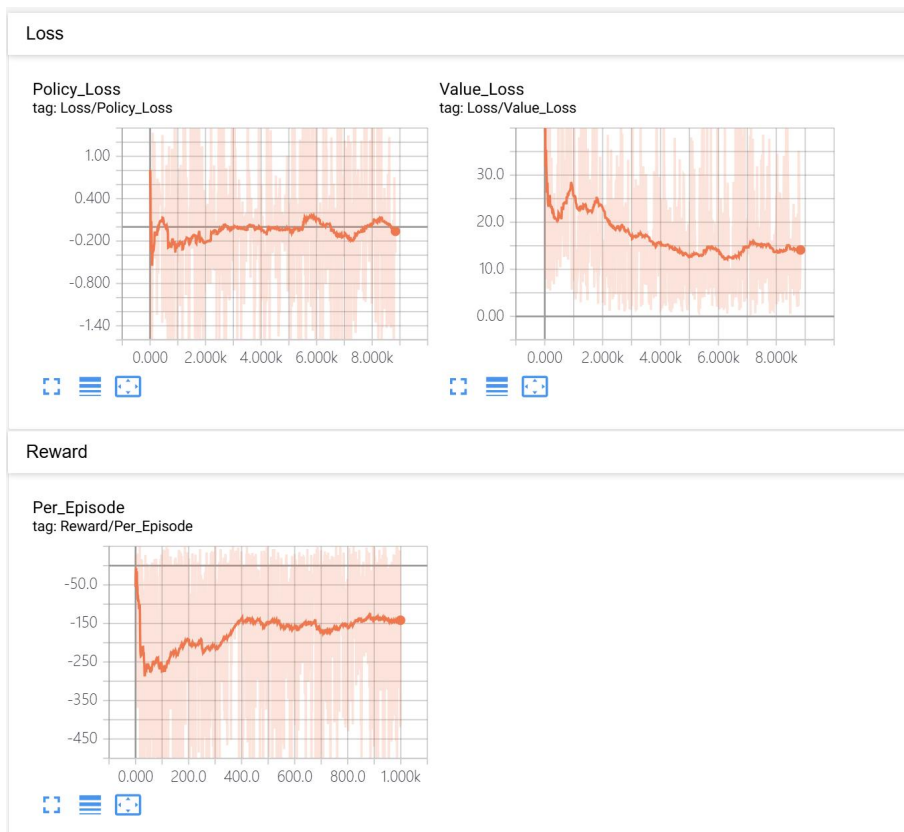 Loss
Policy_Loss
tag: Loss/Policy_Loss
1.00
0.400
-0.200
-0.800
-1.40
0.000 2.000k 4.000k 6.000k 8.000k
Value_Loss
tag: Loss/Value_Loss
30.0
20.0
10.0
0.00
0.000 2.000k 4.000k 6.000k 8.000k
Reward
Per_Episode
tag: Reward/Per_Episode
-50.0
-150
-250
-350
-450
0.000 200.0 400.0 600.0 800.0 1.000k